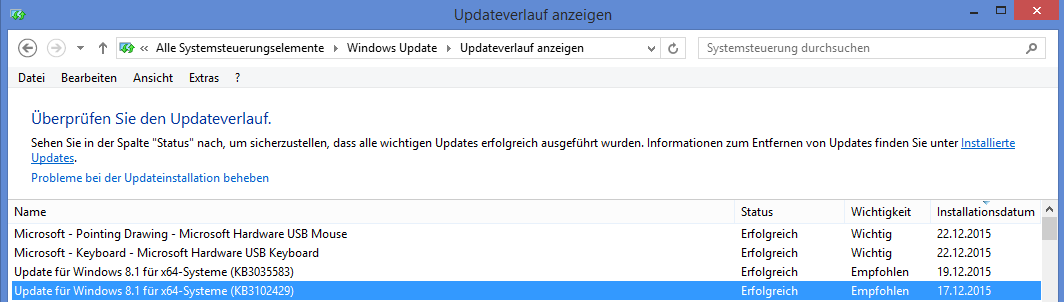 Updateverlauf anzeigen
« Alle Systemsteuerungselemente ▸ Windows Update ▸ Updateverlauf anzeigen Systemsteuerung durchsuchen
Datei Bearbeiten Ansicht Extras ?
Überprüfen Sie den Updateverlauf.
Sehen Sie in der Spalte "Status" nach, um sicherzustellen, dass alle wichtigen Updates erfolgreich ausgeführt wurden. Informationen zum Entfernen von Updates finden Sie unter Installierte
Updates.
Probleme bei der Updateinstallation beheben
Name Status Wichtigkeit Installationsdatum
Microsoft - Pointing Drawing - Microsoft Hardware USB Mouse Erfolgreich Wichtig 22.12.2015
Microsoft - Keyboard - Microsoft Hardware USB Keyboard Erfolgreich Wichtig 22.12.2015
Update für Windows 8.1 für x64-Systeme (KB3035583) Erfolgreich Empfohlen 19.12.2015
Update für Windows 8.1 für x64-Systeme (KB3102429) Erfolgreich Empfohlen 17.12.2015